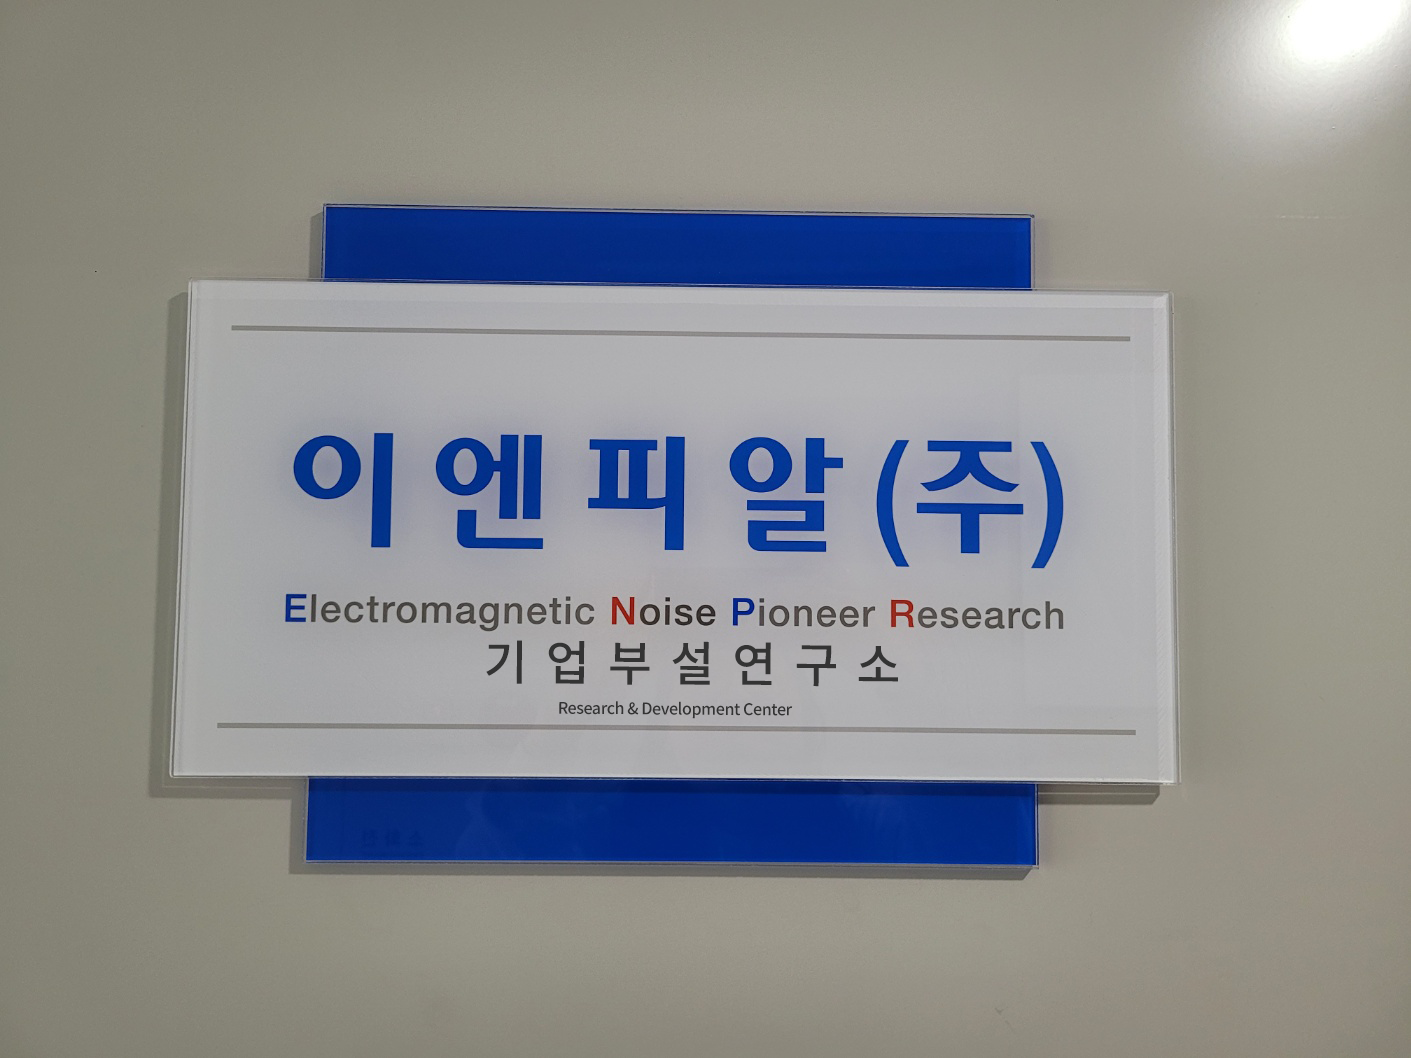 이엔피알(주)
Electromagnetic Noise Pioneer Research
기업부설연구소
Research & Development Center